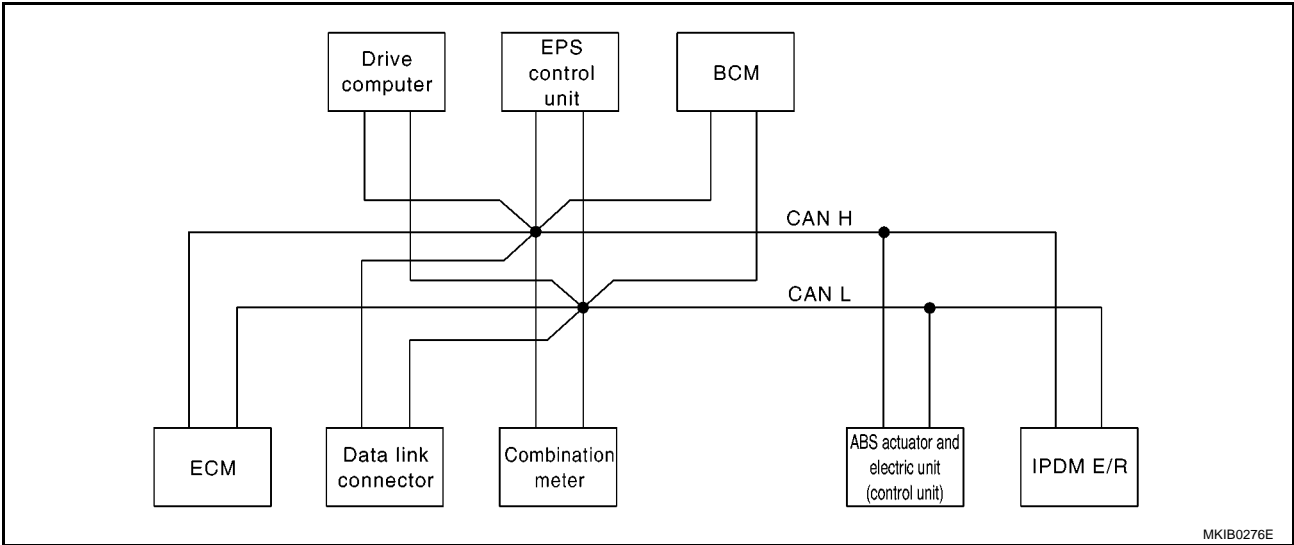 Drive
computer
EPS
control
unit
BCM
CAN H
CAN L
ECM
Data link
connector
Combination
meter
ABS actuator and
electric unit
(control unit)
IPDM E/R
MKIB0276E